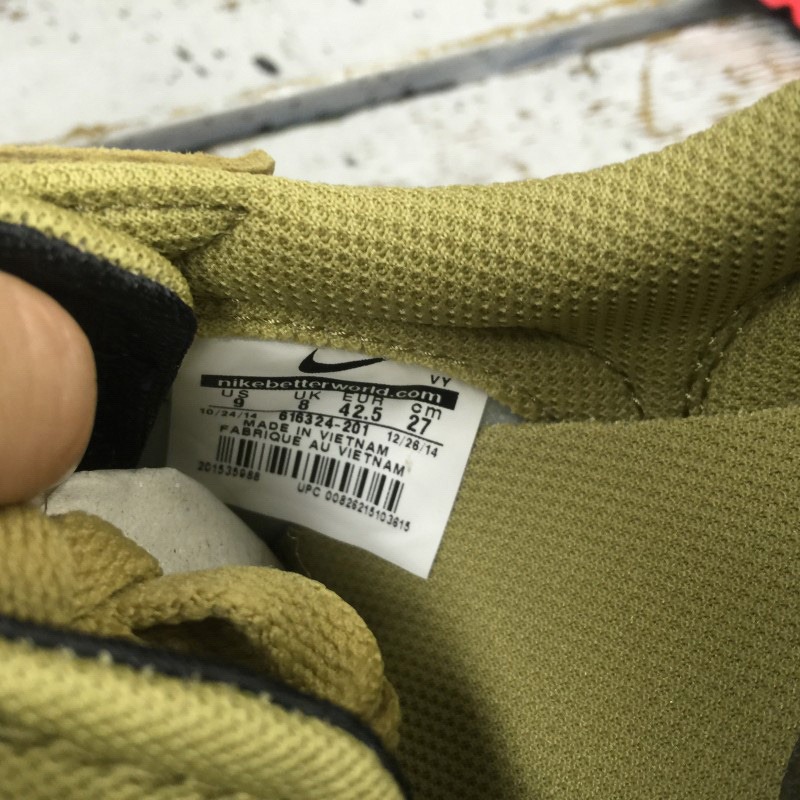 VY
nikebetterworld.com
US UK EUR cm
9 8 42.5 27
10/24/14 616324-201 12/26/14
MADE IN VIETNAM
FABRIQUE AU VIETNAM
201535988
UPC 00826215103615